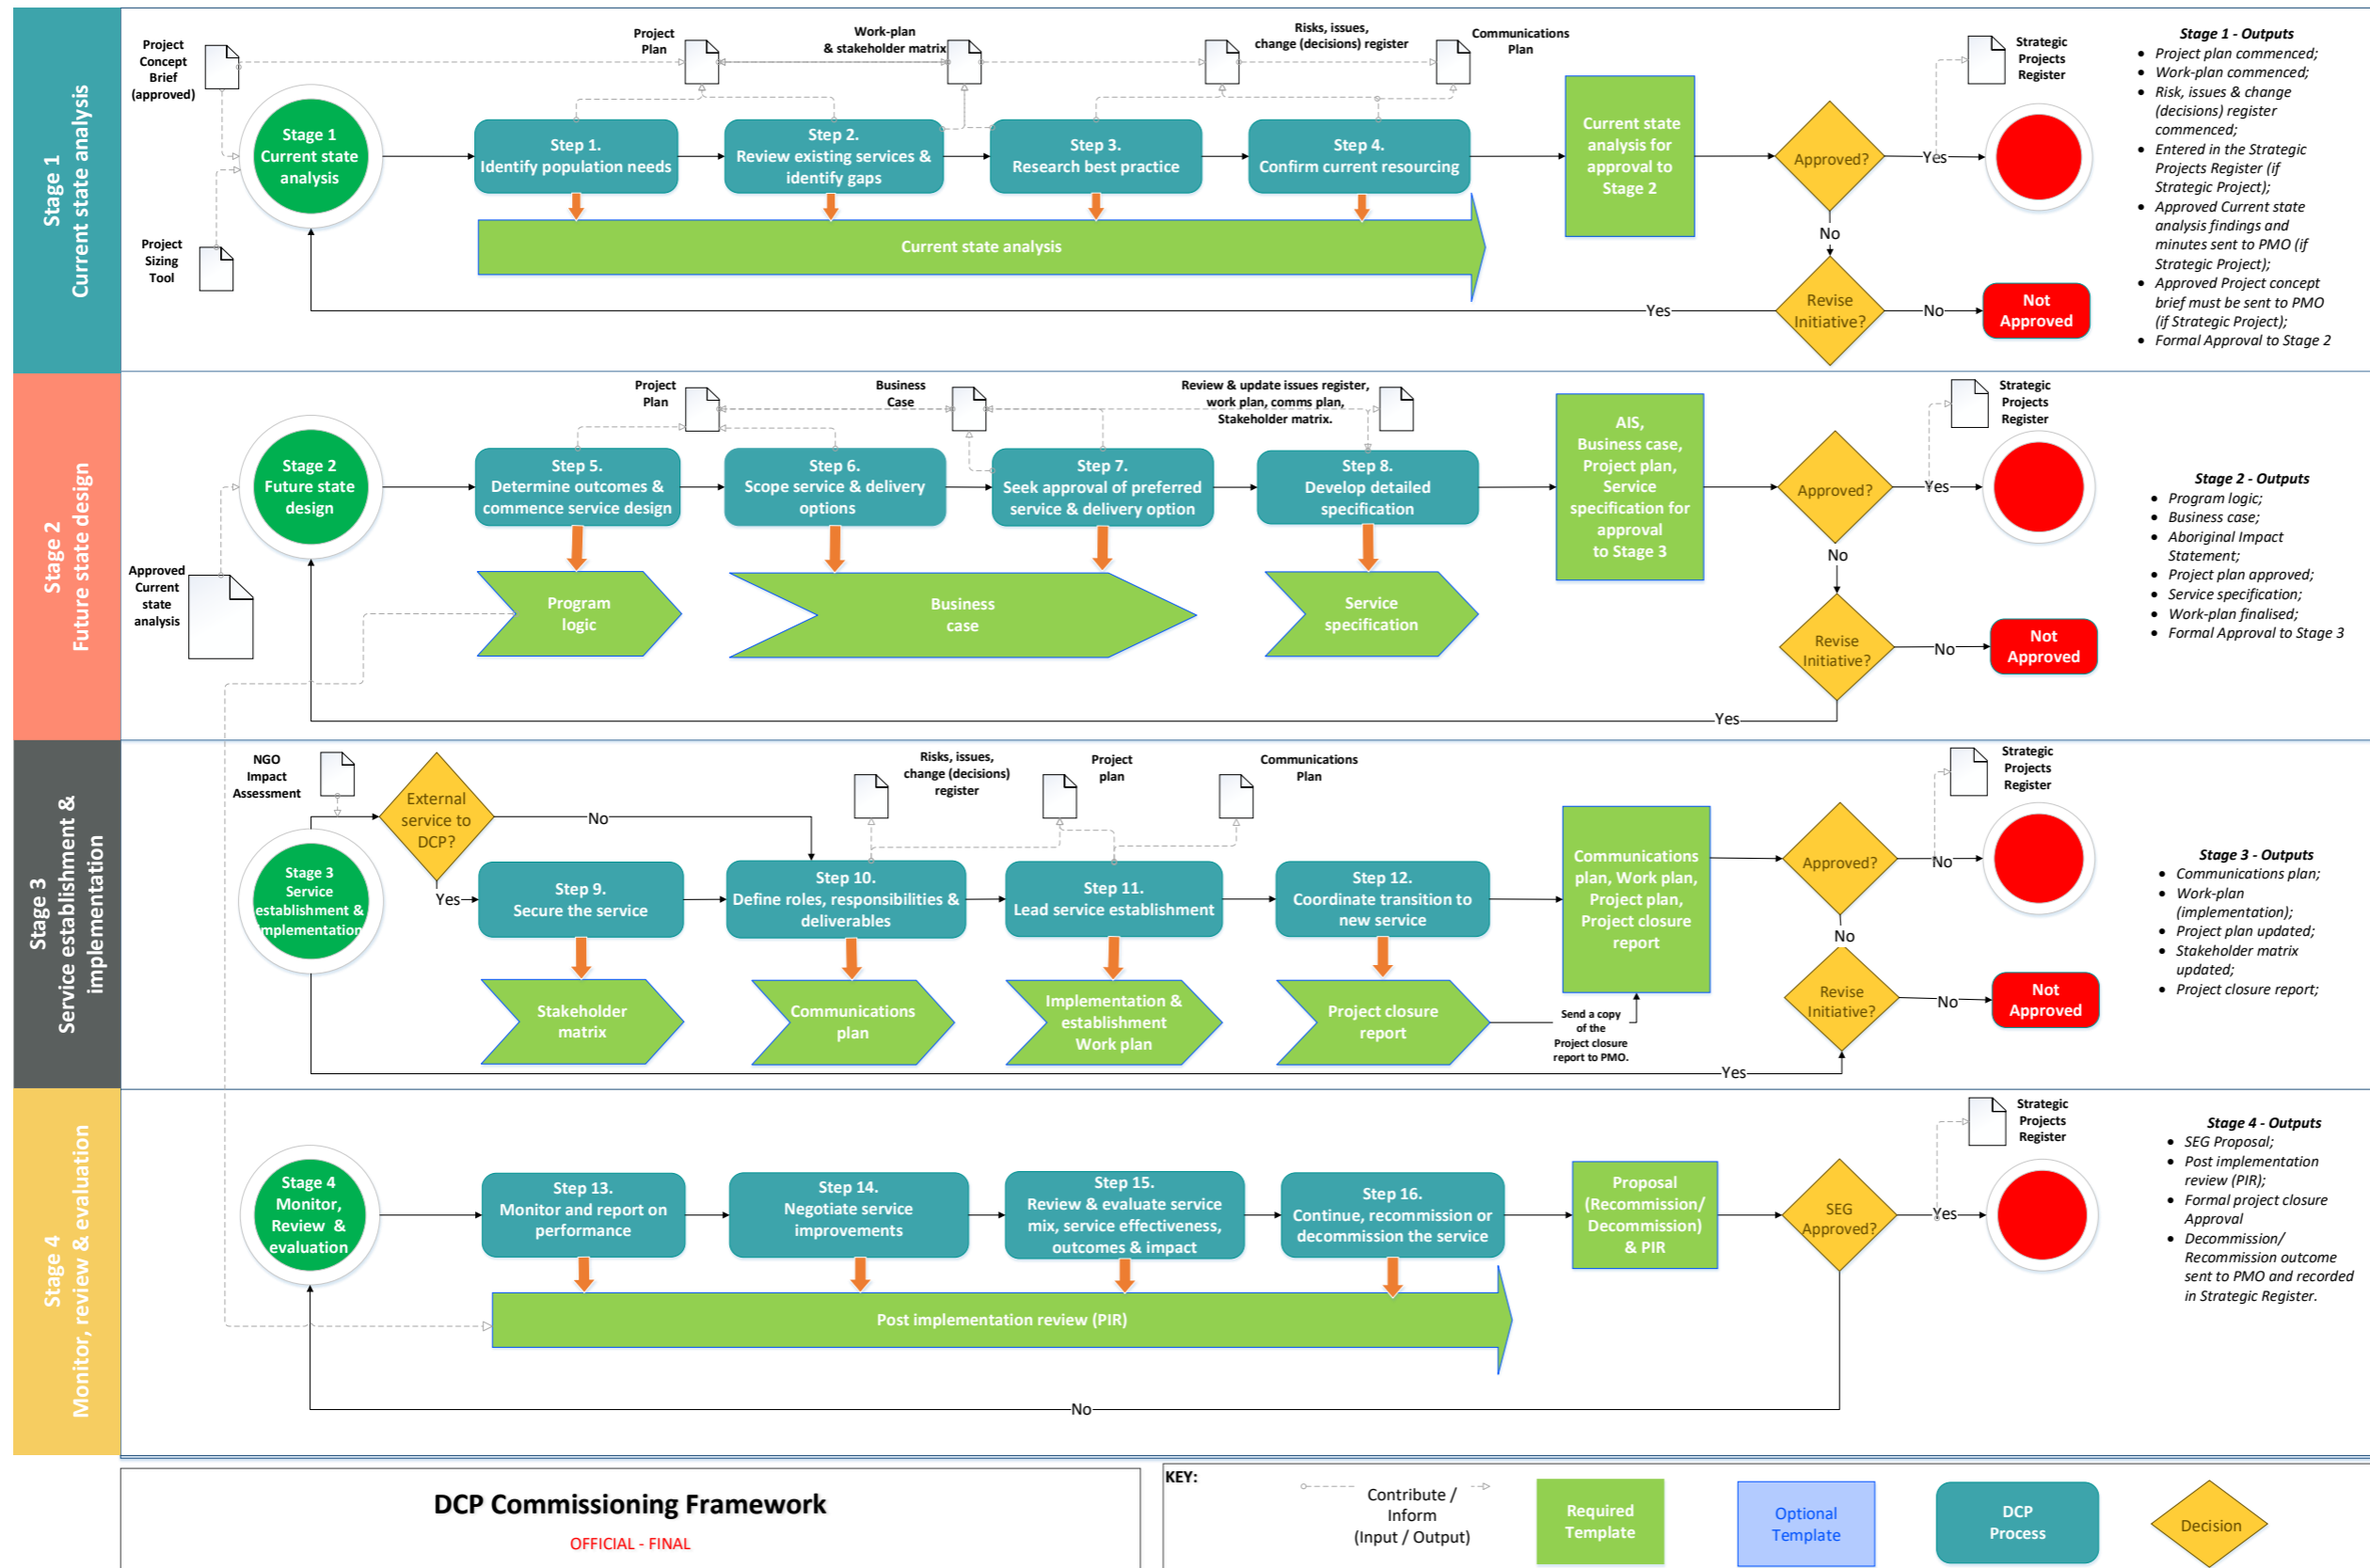 Stage 1
Current state analysis
Project
Concept
Brief
(approved)
Project
Sizing
Tool
Stage 1
Current state
analysis
Project
Plan
Work-plan
& stakeholder matrix
Risks, issues,
change (decisions) register
Communications
Plan
Step 1.
Identify population needs
Step 2.
Review existing services &
identify gaps
Step 3.
Research best practice
Step 4.
Confirm current resourcing
Current state analysis
Current state
analysis for
approval to
Stage 2
Approved?
Yes
No
Strategic
Projects
Register
Revise
Initiative?
Yes
No
Not
Approved
Stage 1 - Outputs
• Project plan commenced;
• Work-plan commenced;
• Risk, issues & change
(decisions) register
commenced;
• Entered in the Strategic
Projects Register (if
Strategic Project);
• Approved Current state
analysis findings and
minutes sent to PMO (if
Strategic Project);
• Approved Project concept
brief must be sent to PMO
(if Strategic Project);
• Formal Approval to Stage 2
Stage 2
Future state design
Stage 2
Future state
design
Approved
Current
state
analysis
Project
Plan
Business
Case
Review & update issues register,
work plan, comms plan,
Stakeholder matrix.
Step 5.
Determine outcomes &
commence service design
Step 6.
Scope service & delivery
options
Step 7.
Seek approval of preferred
service & delivery option
Step 8.
Develop detailed
specification
Program
logic
Business
case
Service
specification
AIS,
Business case,
Project plan,
Service
specification for
approval
to Stage 3
Approved?
Yes
No
Strategic
Projects
Register
Revise
Initiative?
No
Yes
Not
Approved
Stage 2 - Outputs
• Program logic;
• Business case;
• Aboriginal Impact
Statement;
• Project plan approved;
• Service specification;
• Work-plan finalised;
• Formal Approval to Stage 3
Stage 3
Service establishment &
implementation
NGO
Impact
Assessment
External
service to
DCP?
No
Yes
Stage 3
Service
establishment &
implementation
Risks, issues,
change (decisions)
register
Project
plan
Communications
Plan
Step 9.
Secure the service
Step 10.
Define roles, responsibilities &
deliverables
Step 11.
Lead service establishment
Step 12.
Coordinate transition to
new service
Stakeholder
matrix
Communications
plan
Implementation &
establishment
Work plan
Project closure
report
Send a copy
of the
Project closure
report to PMO.
Communications
plan, Work plan,
Project plan,
Project closure
report
Approved?
No
No
Strategic
Projects
Register
Revise
Initiative?
No
Yes
Not
Approved
Stage 3 - Outputs
• Communications plan;
• Work-plan
(implementation);
• Project plan updated;
• Stakeholder matrix
updated;
• Project closure report;
Stage 4
Monitor, review & evaluation
Stage 4
Monitor,
Review &
evaluation
Step 13.
Monitor and report on
performance
Step 14.
Negotiate service
improvements
Step 15.
Review & evaluate service
mix, service effectiveness,
outcomes & impact
Step 16.
Continue, recommission or
decommission the service
Post implementation review (PIR)
Proposal
(Recommission/
Decommission)
& PIR
SEG
Approved?
Yes
No
Strategic
Projects
Register
Stage 4 - Outputs
• SEG Proposal;
• Post implementation
review (PIR);
• Formal project closure
Approval
• Decommission/
Recommission outcome
sent to PMO and recorded
in Strategic Register.
DCP Commissioning Framework
OFFICIAL - FINAL
KEY:
Contribute /
Inform
(Input / Output)
Required
Template
Optional
Template
DCP
Process
Decision